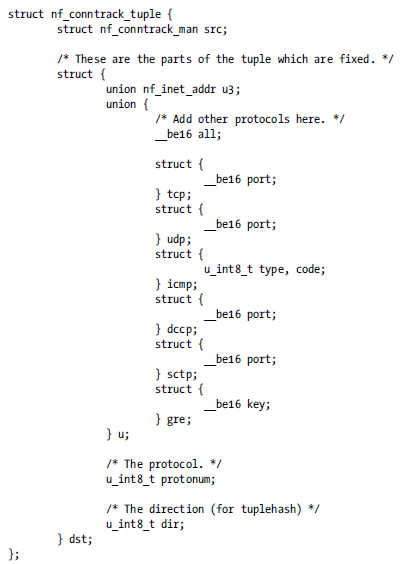 struct nf_conntrack_tuple {
        struct nf_conntrack_man src;

        /* These are the parts of the tuple which are fixed. */
        struct {
                union nf_inet_addr u3;
                union {
                        /* Add other protocols here. */
                        __be16 all;

                        struct {
                                __be16 port;
                        } tcp;
                        struct {
                                __be16 port;
                        } udp;
                        struct {
                                u_int8_t type, code;
                        } icmp;
                        struct {
                                __be16 port;
                        } dccp;
                        struct {
                                __be16 port;
                        } sctp;
                        struct {
                                __be16 key;
                        } gre;
                } u;

                /* The protocol. */
                u_int8_t protonum;

                /* The direction (for tuplehash) */
                u_int8_t dir;
        } dst;
};